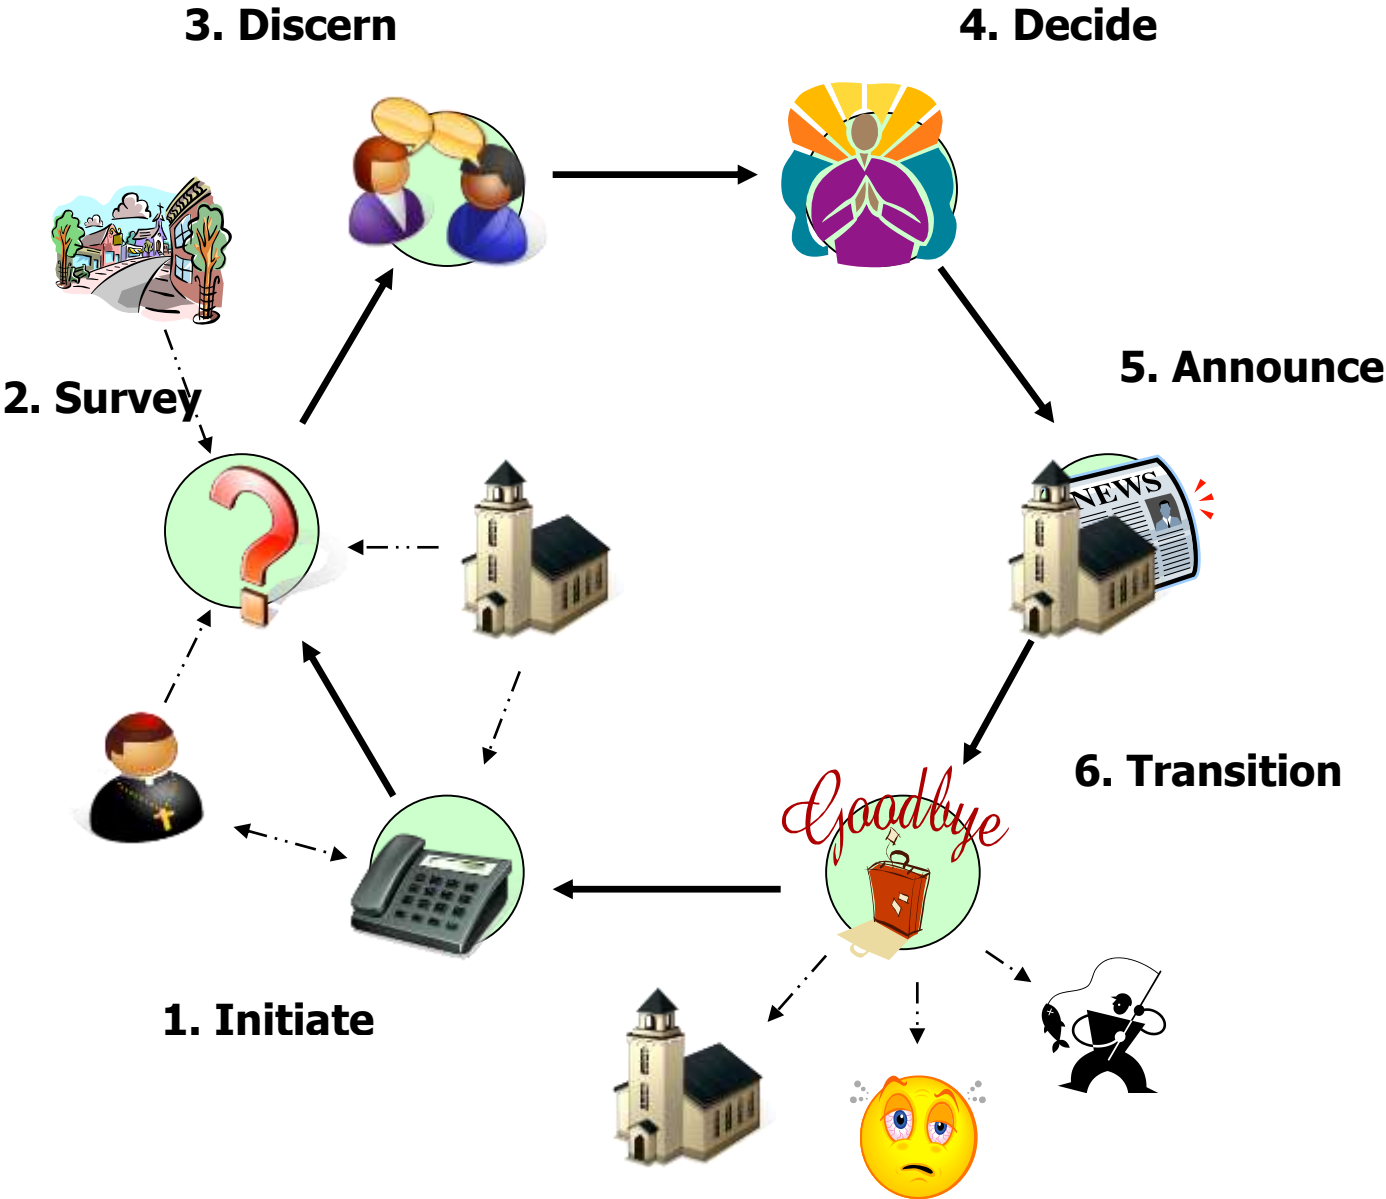 3. Discern
4. Decide
2. Survey
5. Announce
NEWS
6. Transition
Goodbye
1. Initiate